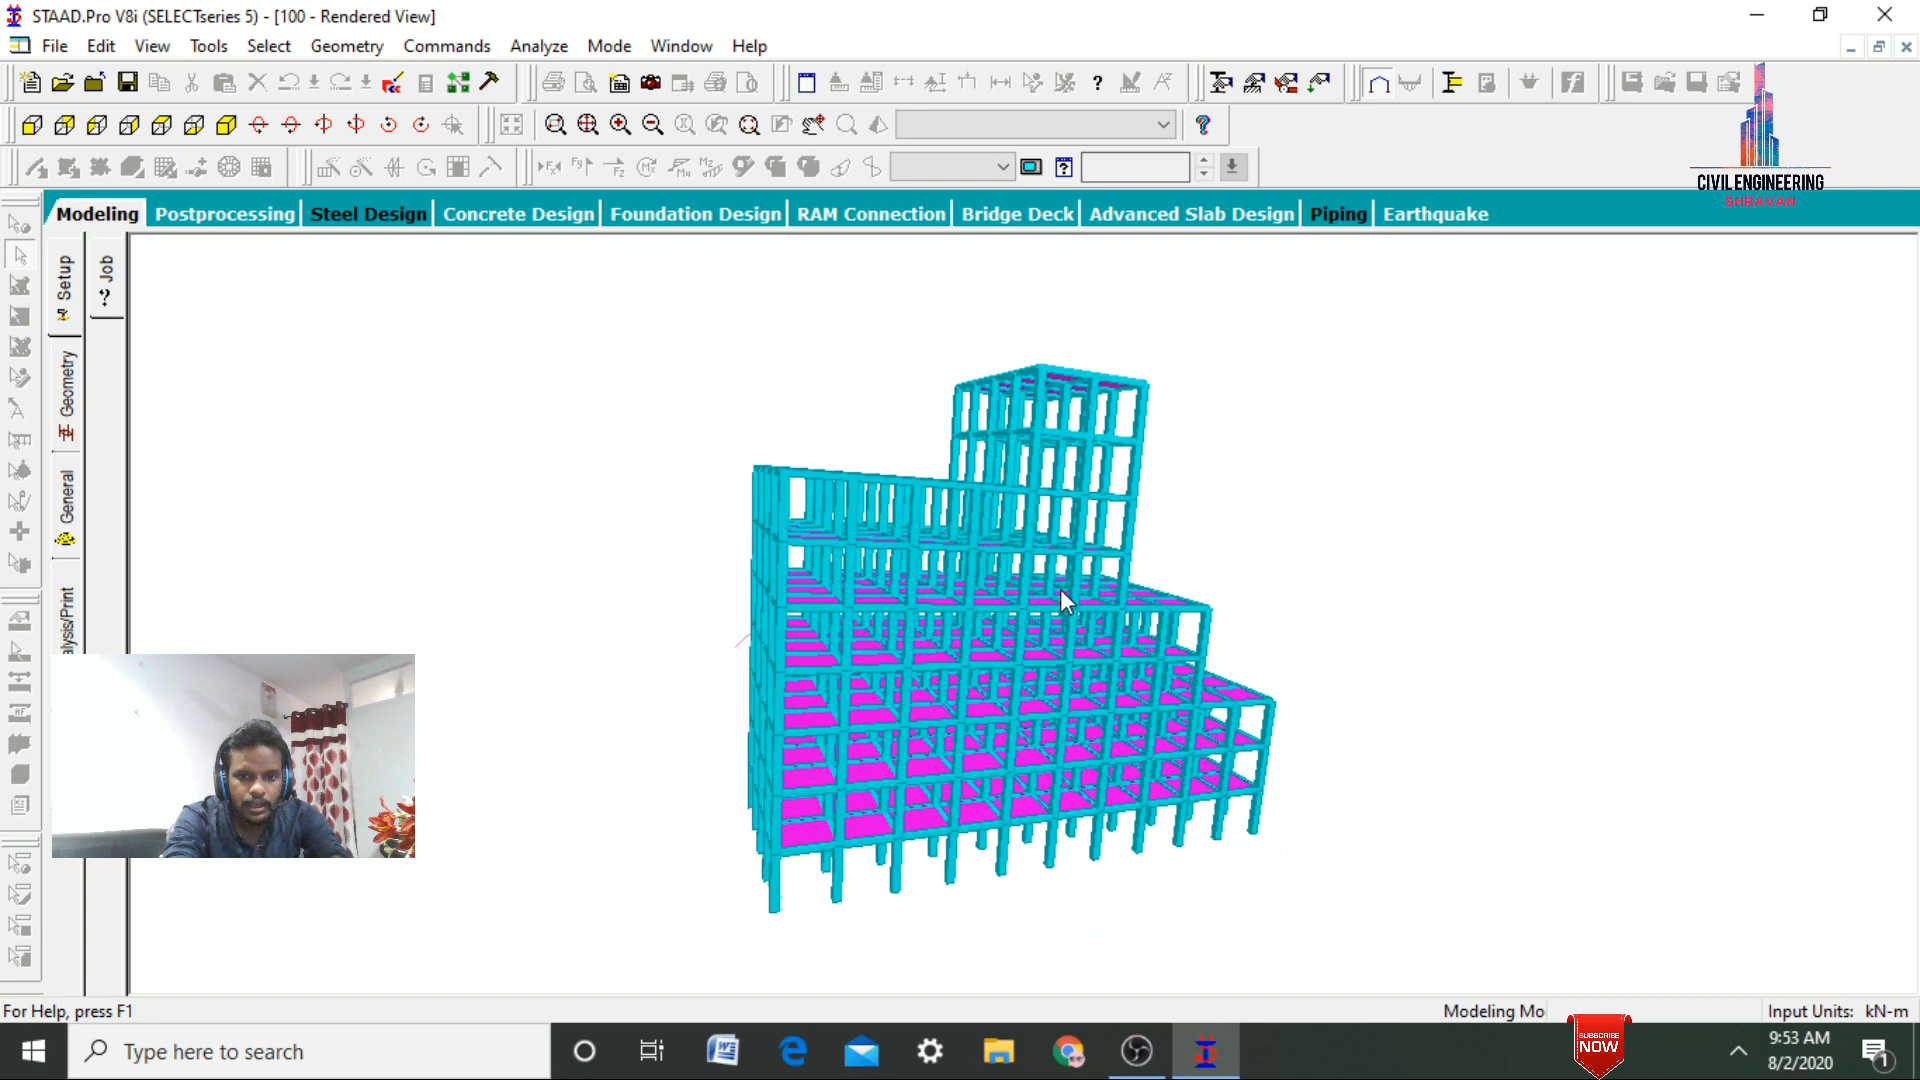 STAAD.Pro V8i (SELECTseries 5) - [100 - Rendered View]
File Edit View Tools Select Geometry Commands Analyze Mode Window Help
CIVIL ENGINEERING
SHRAVAN
Modeling Postprocessing Steel Design Concrete Design Foundation Design RAM Connection Bridge Deck Advanced Slab Design Piping Earthquake
Setup
Job
Geometry
General
alysis/Print
For Help, press F1
Modeling Mo
Input Units: kN-m
Type here to search
SUBSCRIBE
NOW
9:53 AM
8/2/2020
1